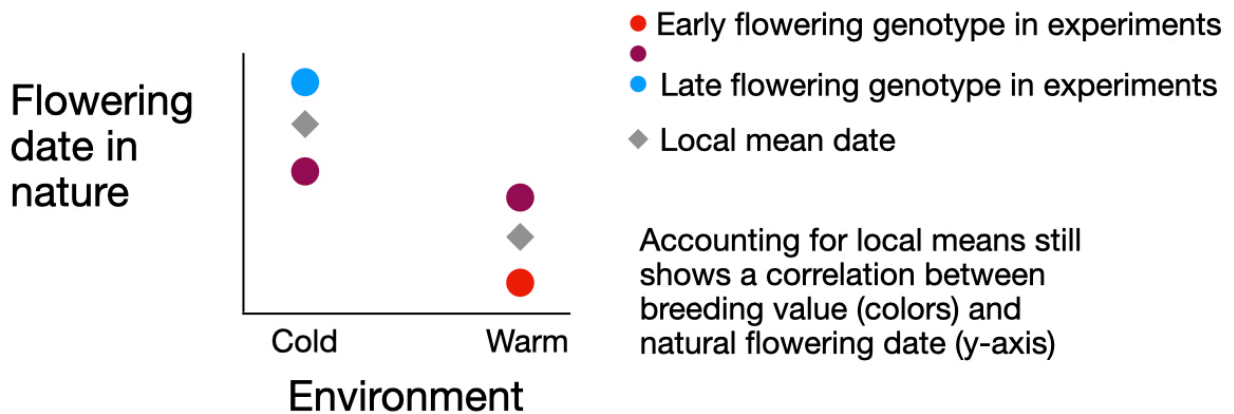 Flowering
date in
nature
Cold
Warm
Environment
Early flowering genotype in experiments
Late flowering genotype in experiments
Local mean date
Accounting for local means still
shows a correlation between
breeding value (colors) and
natural flowering date (y-axis)